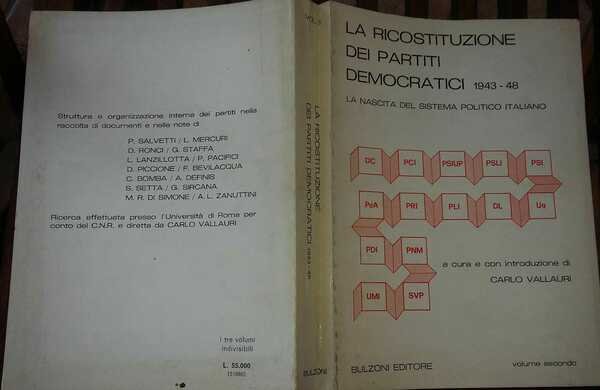 Struttura e organizzazione interna dei partiti nella
raccolta di documenti e nelle note di
P. SALVETTI / L. MERCURI
D. RONCI / G. STAFFA
L. LANZILLOTTA / P. PACIFICI
D. PICCIONE / F. BEVILACQUA
C. BOMBA / A. DEFINIS
S. SETTA / G. SIRCANA
M. R. DI SIMONE / A. L. ZANUTTINI
Ricerca effettuata presso l'Università di Roma per
conto del C.N.R. e diretta da CARLO VALLAURI
i tre volumi
indivisibili
L. 55.000
LA RICOSTITUZIONE
DEI PARTITI DEMOCRATICI 1943-48
BULZONI
LA RICOSTITUZIONE
DEI PARTITI
DEMOCRATICI 1943-48
LA NASCITA DEL SISTEMA POLITICO ITALIANO
DC PCI PSIUP PSLI PSI
PdA PRI PLI DL Uq
PDI PNM
UMI SVP
a cura e con introduzione di
CARLO VALLAURI
BULZONI EDITORE
volume secondo